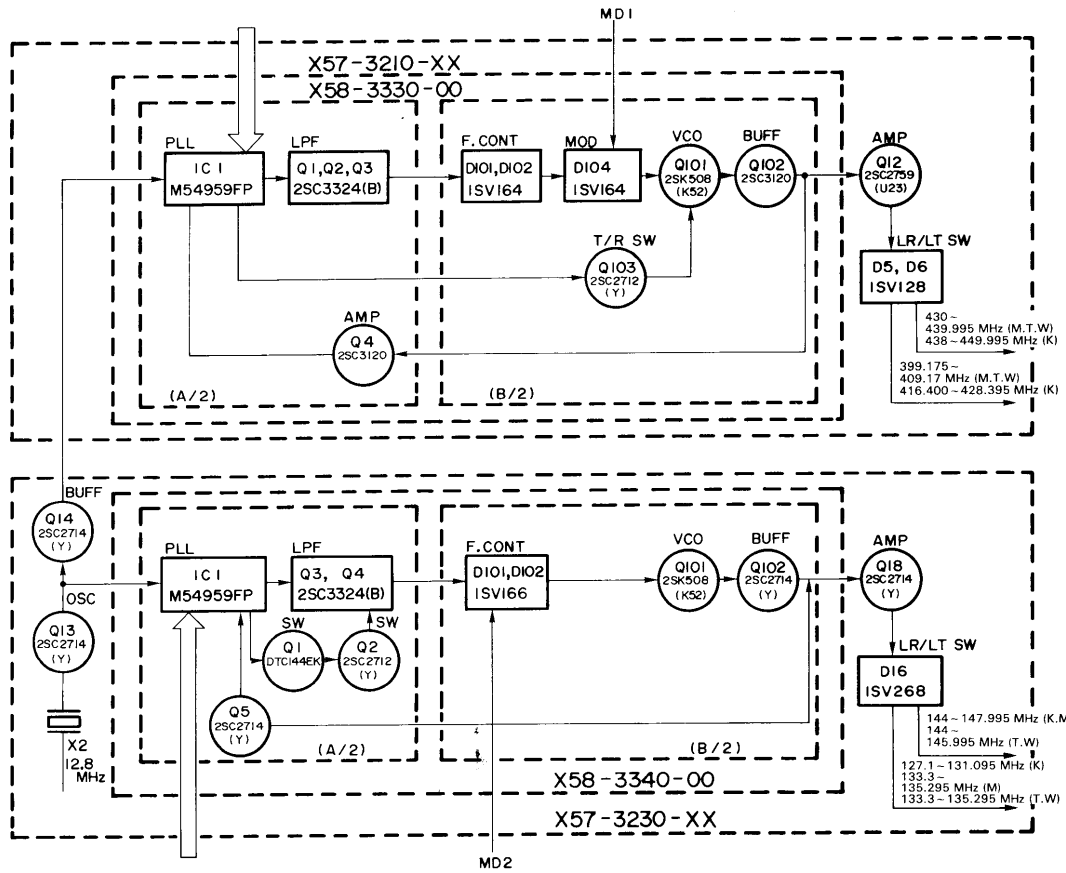 MD1
X57-3210-XX
X58-3330-00
PLL
IC1
M54959FP
LPF
Q1,Q2,Q3
2SC3324(B)
F.CONT
D101,D102
1SV164
MOD
D104
1SV164
VCO
Q101
2SK508
(K52)
BUFF
Q102
2SC3120
AMP
Q12
2SC2759
(U23)
T/R SW
Q103
2SC2712
(Y)
LR/LT SW
D5, D6
1SV128
AMP
Q4
2SC3120
430~
439.995 MHz (M.T.W)
438~449.995 MHz (K)
399.175~
409.17 MHz (M.T.W)
416.400~428.395 MHz (K)
(A/2)
(B/2)
BUFF
Q14
2SC2714
(Y)
OSC
Q13
2SC2714
(Y)
X2
12.8
MHz
PLL
IC1
M54959FP
LPF
Q3, Q4
2SC3324(B)
SW
Q1
DTC144EK
SW
Q2
2SC2712
(Y)
Q5
2SC2714
(Y)
(A/2)
F.CONT
D101,D102
1SV166
VCO
Q101
2SK508
(K52)
BUFF
Q102
2SC2714
(Y)
AMP
Q18
2SC2714
(Y)
LR/LT SW
D16
1SV268
144~147.995 MHz (K.M
144~
145.995 MHz (T.W)
127.1~131.095 MHz (K)
133.3~
135.295 MHz (M)
133.3~135.295 MHz (T.W)
(B/2)
X58-3340-00
X57-3230-XX
MD2